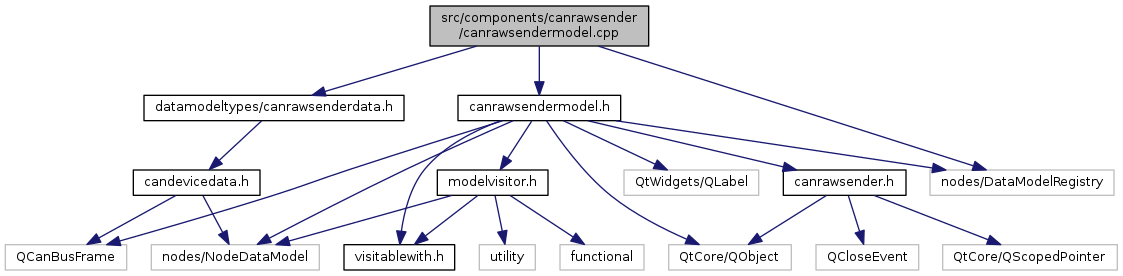 src/components/canrawsender
/canrawsendermodel.cpp
datamodeltypes/canrawsenderdata.h
canrawsendermodel.h
candevicedata.h
modelvisitor.h
QtWidgets/QLabel
canrawsender.h
nodes/DataModelRegistry
QCanBusFrame
nodes/NodeDataModel
visitablewith.h
utility
functional
QtCore/QObject
QCloseEvent
QtCore/QScopedPointer